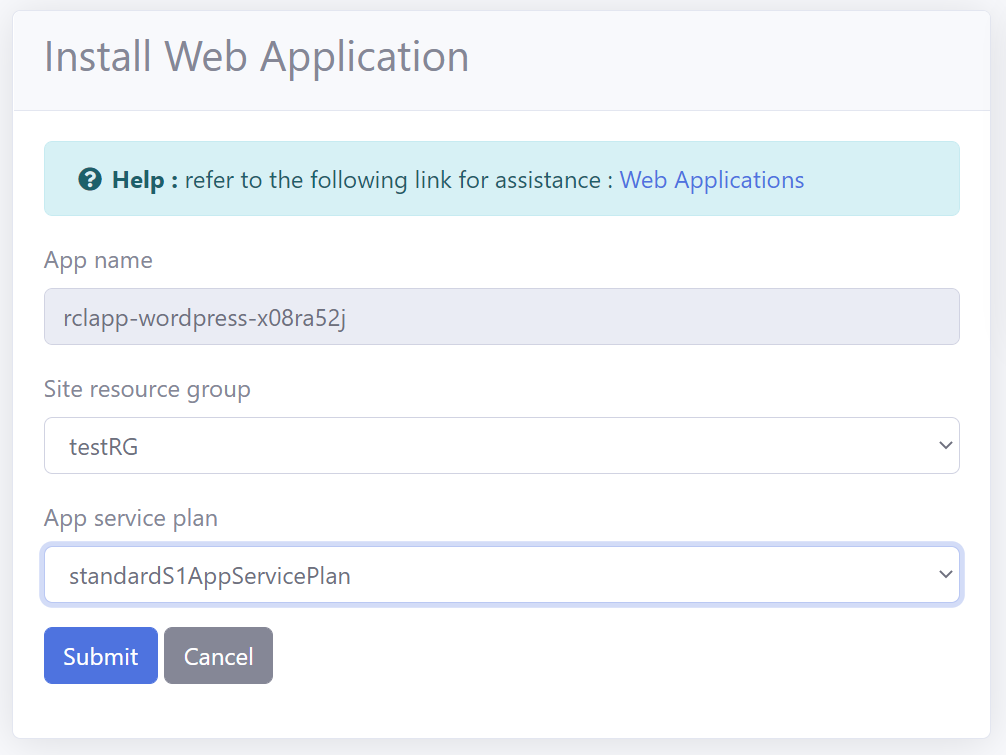 Install Web Application
Help : refer to the following link for assistance : Web Applications
App name
rclapp-wordpress-x08ra52j
Site resource group
testRG
App service plan
standardS1AppServicePlan
Submit Cancel